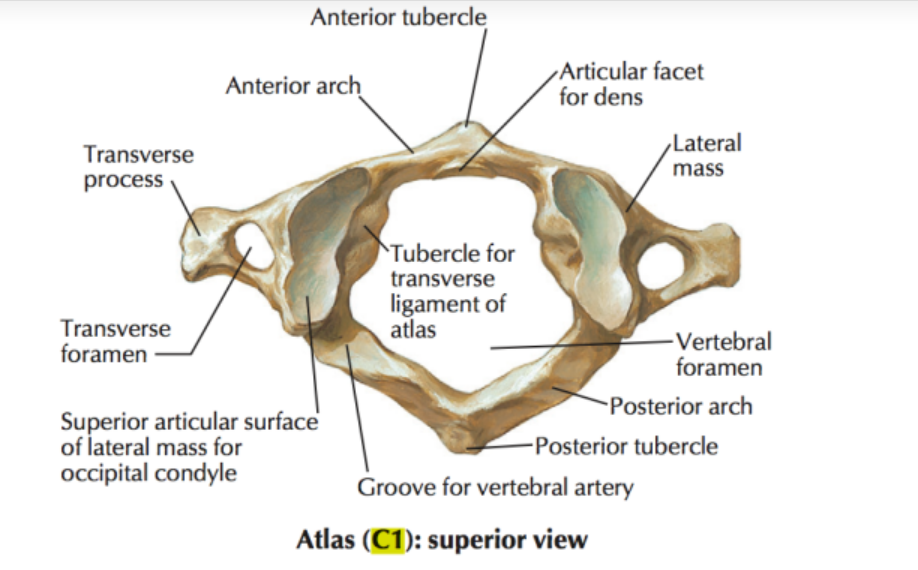 Anterior tubercle
Anterior arch
Articular facet
for dens
Transverse
process
Lateral
mass
Tubercle for
transverse
ligament of
atlas
Transverse
foramen
Vertebral
foramen
Superior articular surface
of lateral mass for
occipital condyle
Posterior arch
Posterior tubercle
Groove for vertebral artery
Atlas (C1): superior view